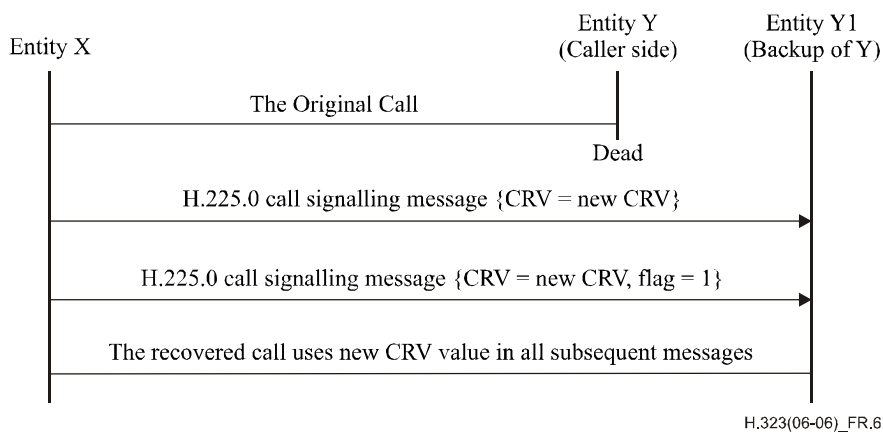 Entity X
Entity Y
(Caller side)
Entity Y1
(Backup of Y)
The Original Call
Dead
H.225.0 call signalling message {CRV = new CRV}
H.225.0 call signalling message {CRV = new CRV, flag = 1}
The recovered call uses new CRV value in all subsequent messages
H.323(06-06)_FR.6